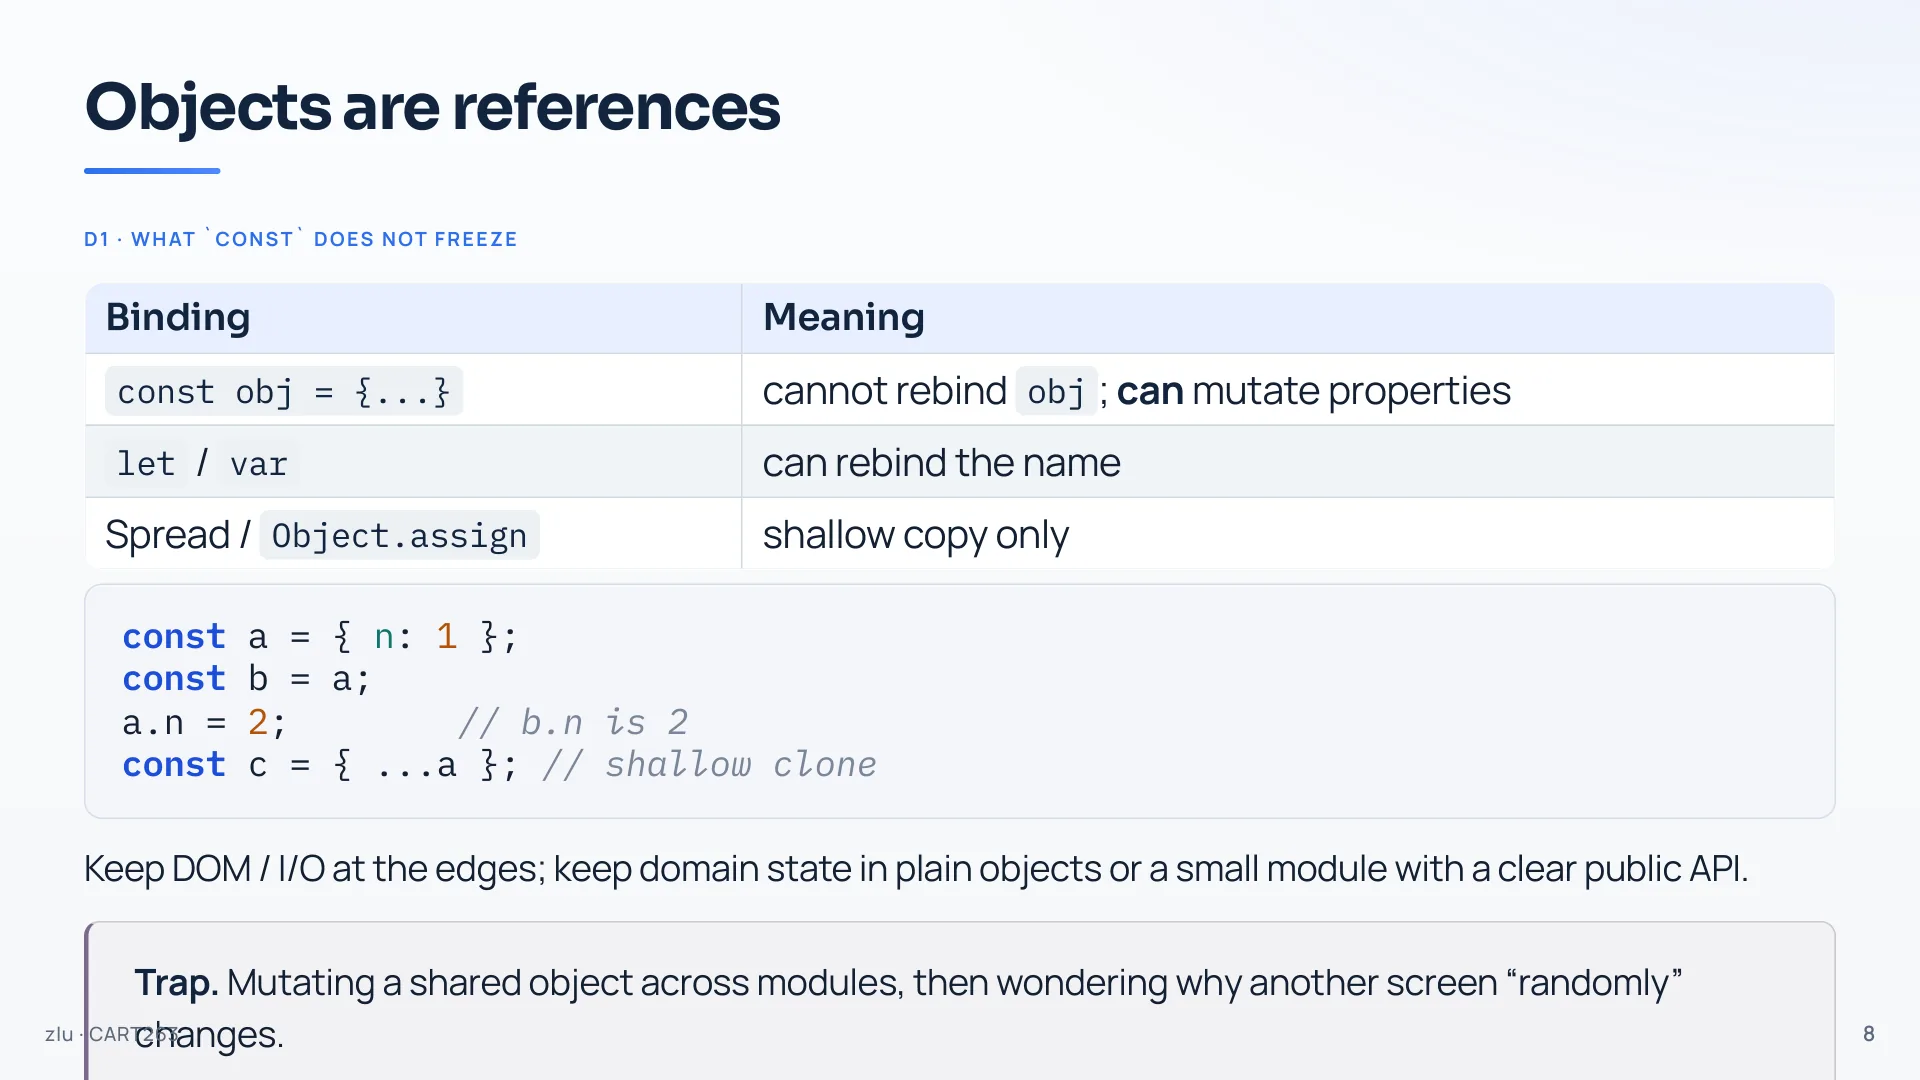 Objects are references
D1 · WHAT `CONST` DOES NOT FREEZE
Binding Meaning
const obj = {...} cannot rebind obj; can mutate properties
let / var can rebind the name
Spread / Object.assign shallow copy only
const a = { n: 1 };
const b = a;
a.n = 2;        // b.n is 2
const c = { ...a }; // shallow clone
Keep DOM / I/O at the edges; keep domain state in plain objects or a small module with a clear public API.
Trap. Mutating a shared object across modules, then wondering why another screen “randomly”
changes.
zlu · CART263
8